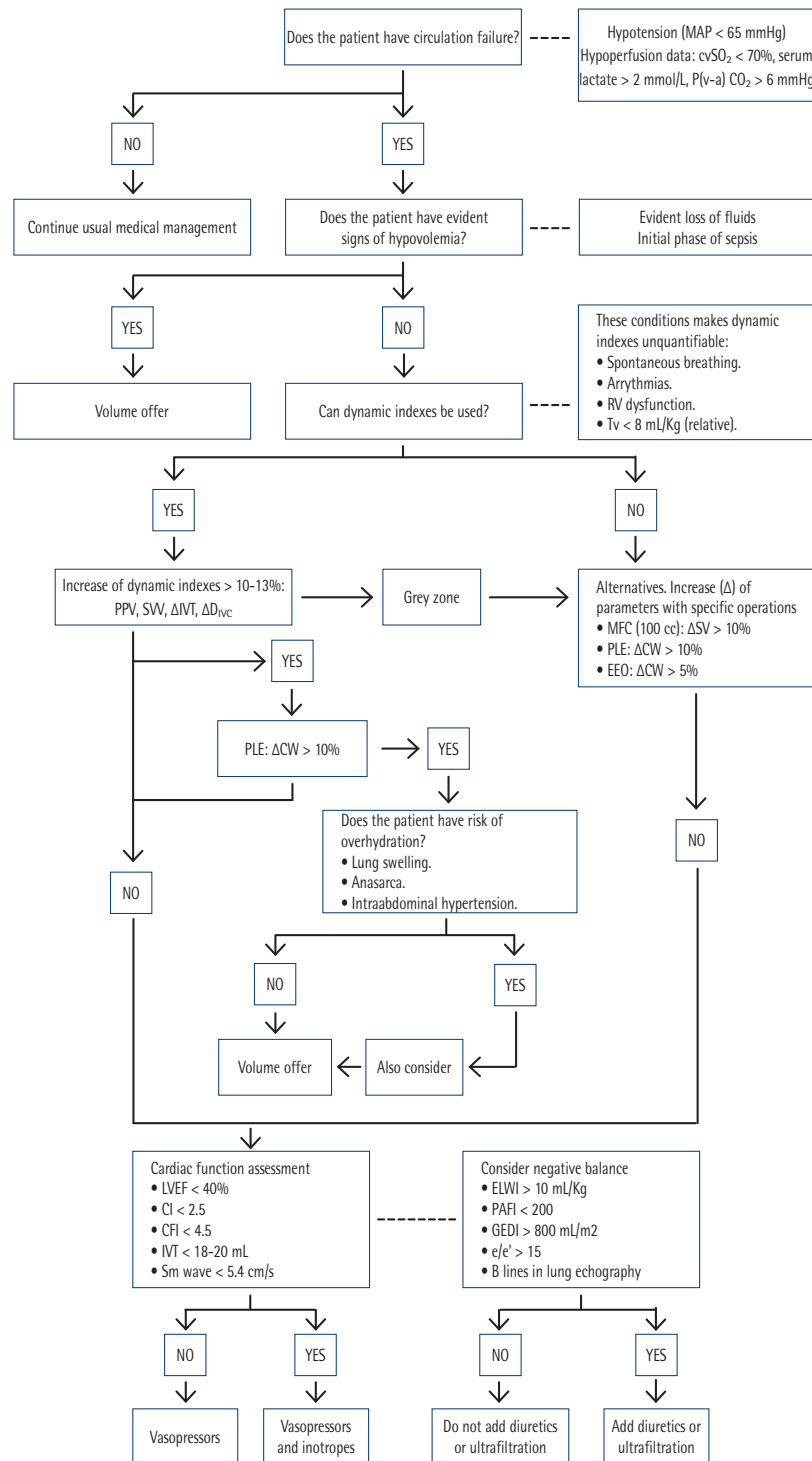 Does the patient have circulation failure?
Hypotension (MAP < 65 mmHg)
Hypoperfusion data: cvSO₂ < 70%, serum
lactate > 2 mmol/L, P(v-a) CO₂ > 6 mmHg
NO
YES
Continue usual medical management
Does the patient have evident
signs of hypovolemia?
Evident loss of fluids
Initial phase of sepsis
YES
NO
Volume offer
Can dynamic indexes be used?
These conditions makes dynamic
indexes unquantifiable:
• Spontaneous breathing.
• Arrythmias.
• RV dysfunction.
• Tv < 8 mL/Kg (relative).
YES
NO
Increase of dynamic indexes > 10-13%:
PPV, SVV, ΔIVT, ΔD_IVC
Grey zone
Alternatives. Increase (Δ) of
parameters with specific operations
• MFC (100 cc): ΔSV > 10%
• PLE: ΔCW > 10%
• EEO: ΔCW > 5%
YES
PLE: ΔCW > 10%
YES
Does the patient have risk of
overhydration?
• Lung swelling.
• Anasarca.
• Intraabdominal hypertension.
NO
NO
NO
YES
Volume offer
Also consider
Cardiac function assessment
• LVEF < 40%
• CI < 2.5
• CFI < 4.5
• IVT < 18-20 mL
• Sm wave < 5.4 cm/s
Consider negative balance
• ELWI > 10 mL/Kg
• PAFI < 200
• GEDI > 800 mL/m2
• e/e' > 15
• B lines in lung echography
NO
YES
NO
YES
Vasopressors
Vasopressors
and inotropes
Do not add diuretics
or ultrafiltration
Add diuretics or
ultrafiltration